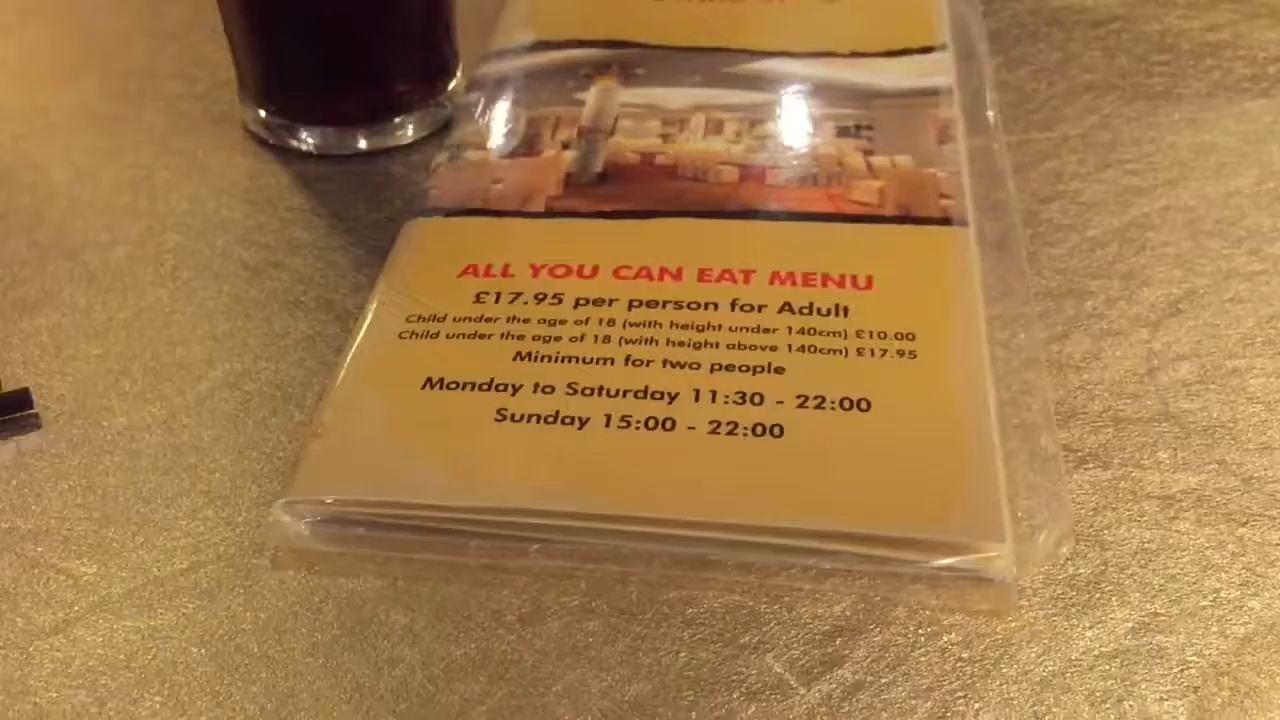 ALL YOU CAN EAT MENU
£17.95 per person for Adult
Child under the age of 18 (with height under 140cm) £10.00
Child under the age of 18 (with height above 140cm) £17.95
Minimum for two people
Monday to Saturday 11:30 - 22:00
Sunday 15:00 - 22:00